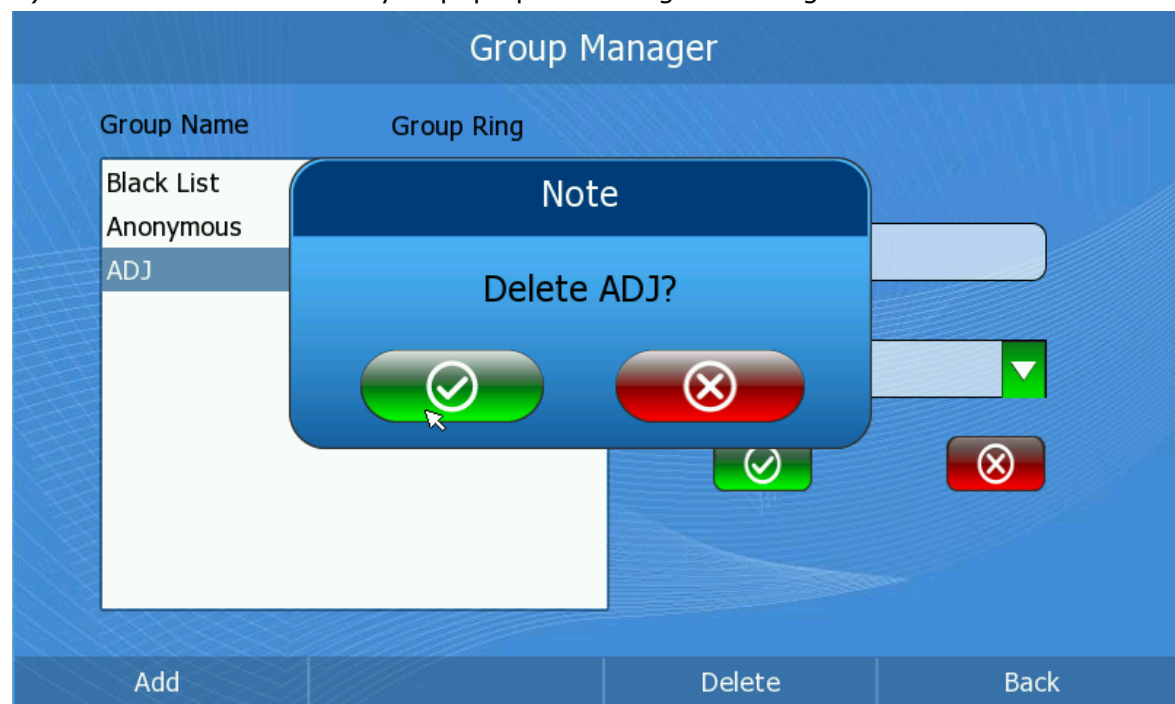 Group Manager
Group Name Group Ring
Black List
Anonymous
ADJ
Note
Delete ADJ?
Add Delete Back